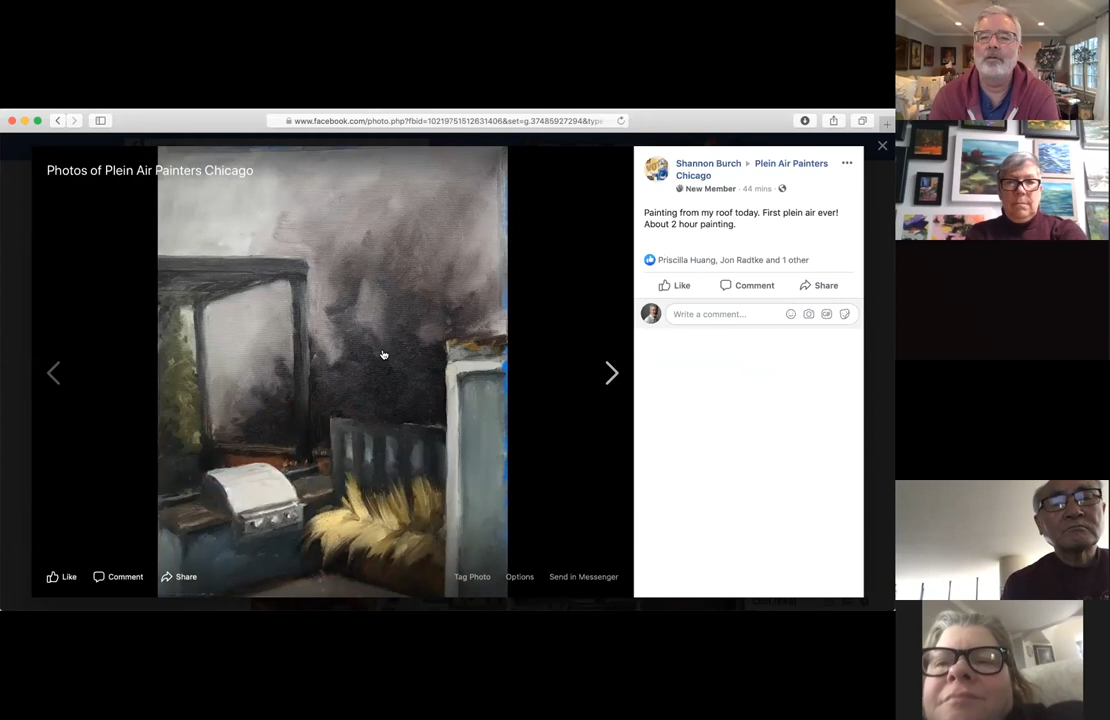 www.facebook.com/photo.php?fbid=10219751512631406&set=g.37485927294&type
Photos of Plein Air Painters Chicago
Shannon Burch ▸ Plein Air Painters
Chicago
New Member · 44 mins ·
Painting from my roof today. First plein air ever!
About 2 hour painting.
Priscilla Huang, Jon Radtke and 1 other
Like Comment Share
Write a comment...
GIF
Like Comment Share
Tag Photo Options Send in Messenger